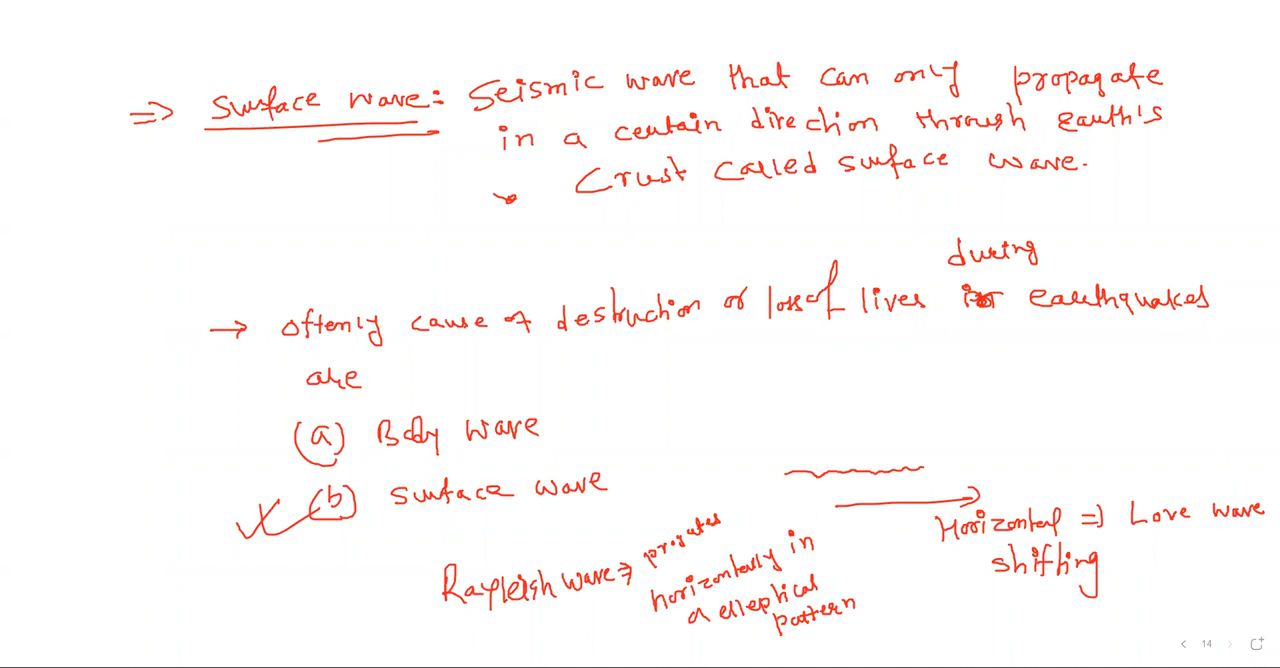 ⇒ Surface wave: Seismic wave that can only propagate
in a certain direction through Earth's
Crust called surface wave.
during
→ Oftenly cause of destruction or loss of lives earthquakes
are
(a) Body wave
(b) Surface wave
Horizontal ⇒ Love wave
shifting
Rayleigh wave ⇒
horizontally in
a elleptical
pattern
14